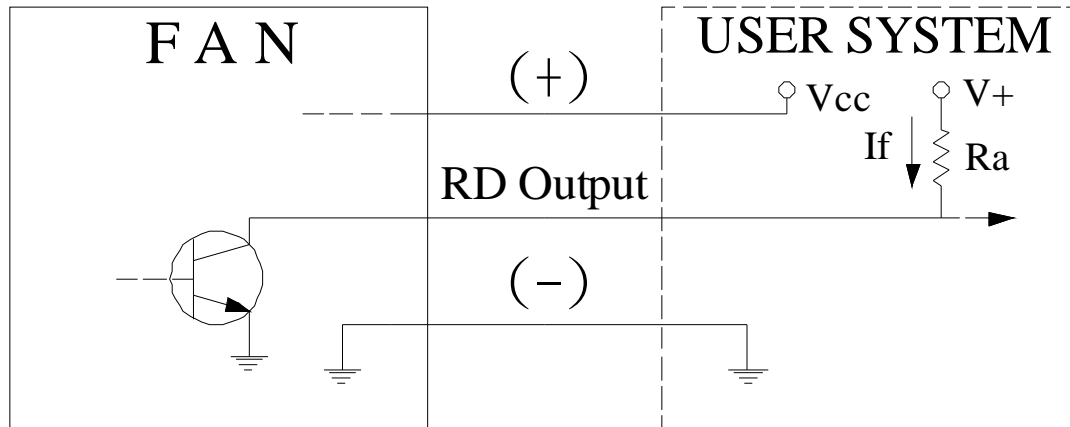 F A N
USER SYSTEM
(+)
Vcc
V+
If
Ra
RD Output
(-)